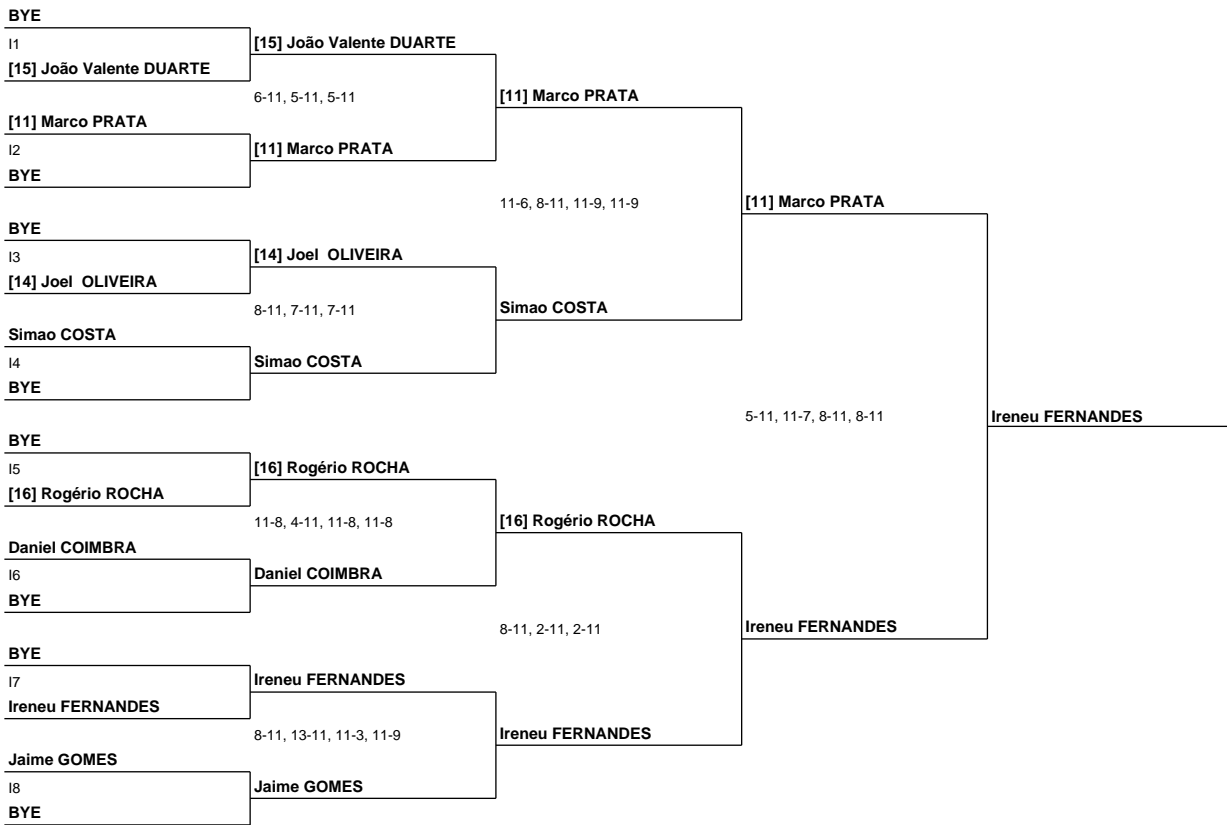 BYE
I1
[15] João Valente DUARTE
[11] Marco PRATA
I2
BYE
BYE
I3
[14] Joel  OLIVEIRA
Simao COSTA
I4
BYE
BYE
I5
[16] Rogério ROCHA
Daniel COIMBRA
I6
BYE
BYE
I7
Ireneu FERNANDES
Jaime GOMES
I8
BYE
[15] João Valente DUARTE
6-11, 5-11, 5-11
[11] Marco PRATA
[14] Joel  OLIVEIRA
8-11, 7-11, 7-11
Simao COSTA
[16] Rogério ROCHA
11-8, 4-11, 11-8, 11-8
Daniel COIMBRA
Ireneu FERNANDES
8-11, 13-11, 11-3, 11-9
Jaime GOMES
[11] Marco PRATA
11-6, 8-11, 11-9, 11-9
Simao COSTA
[16] Rogério ROCHA
8-11, 2-11, 2-11
Ireneu FERNANDES
[11] Marco PRATA
5-11, 11-7, 8-11, 8-11
Ireneu FERNANDES
Ireneu FERNANDES